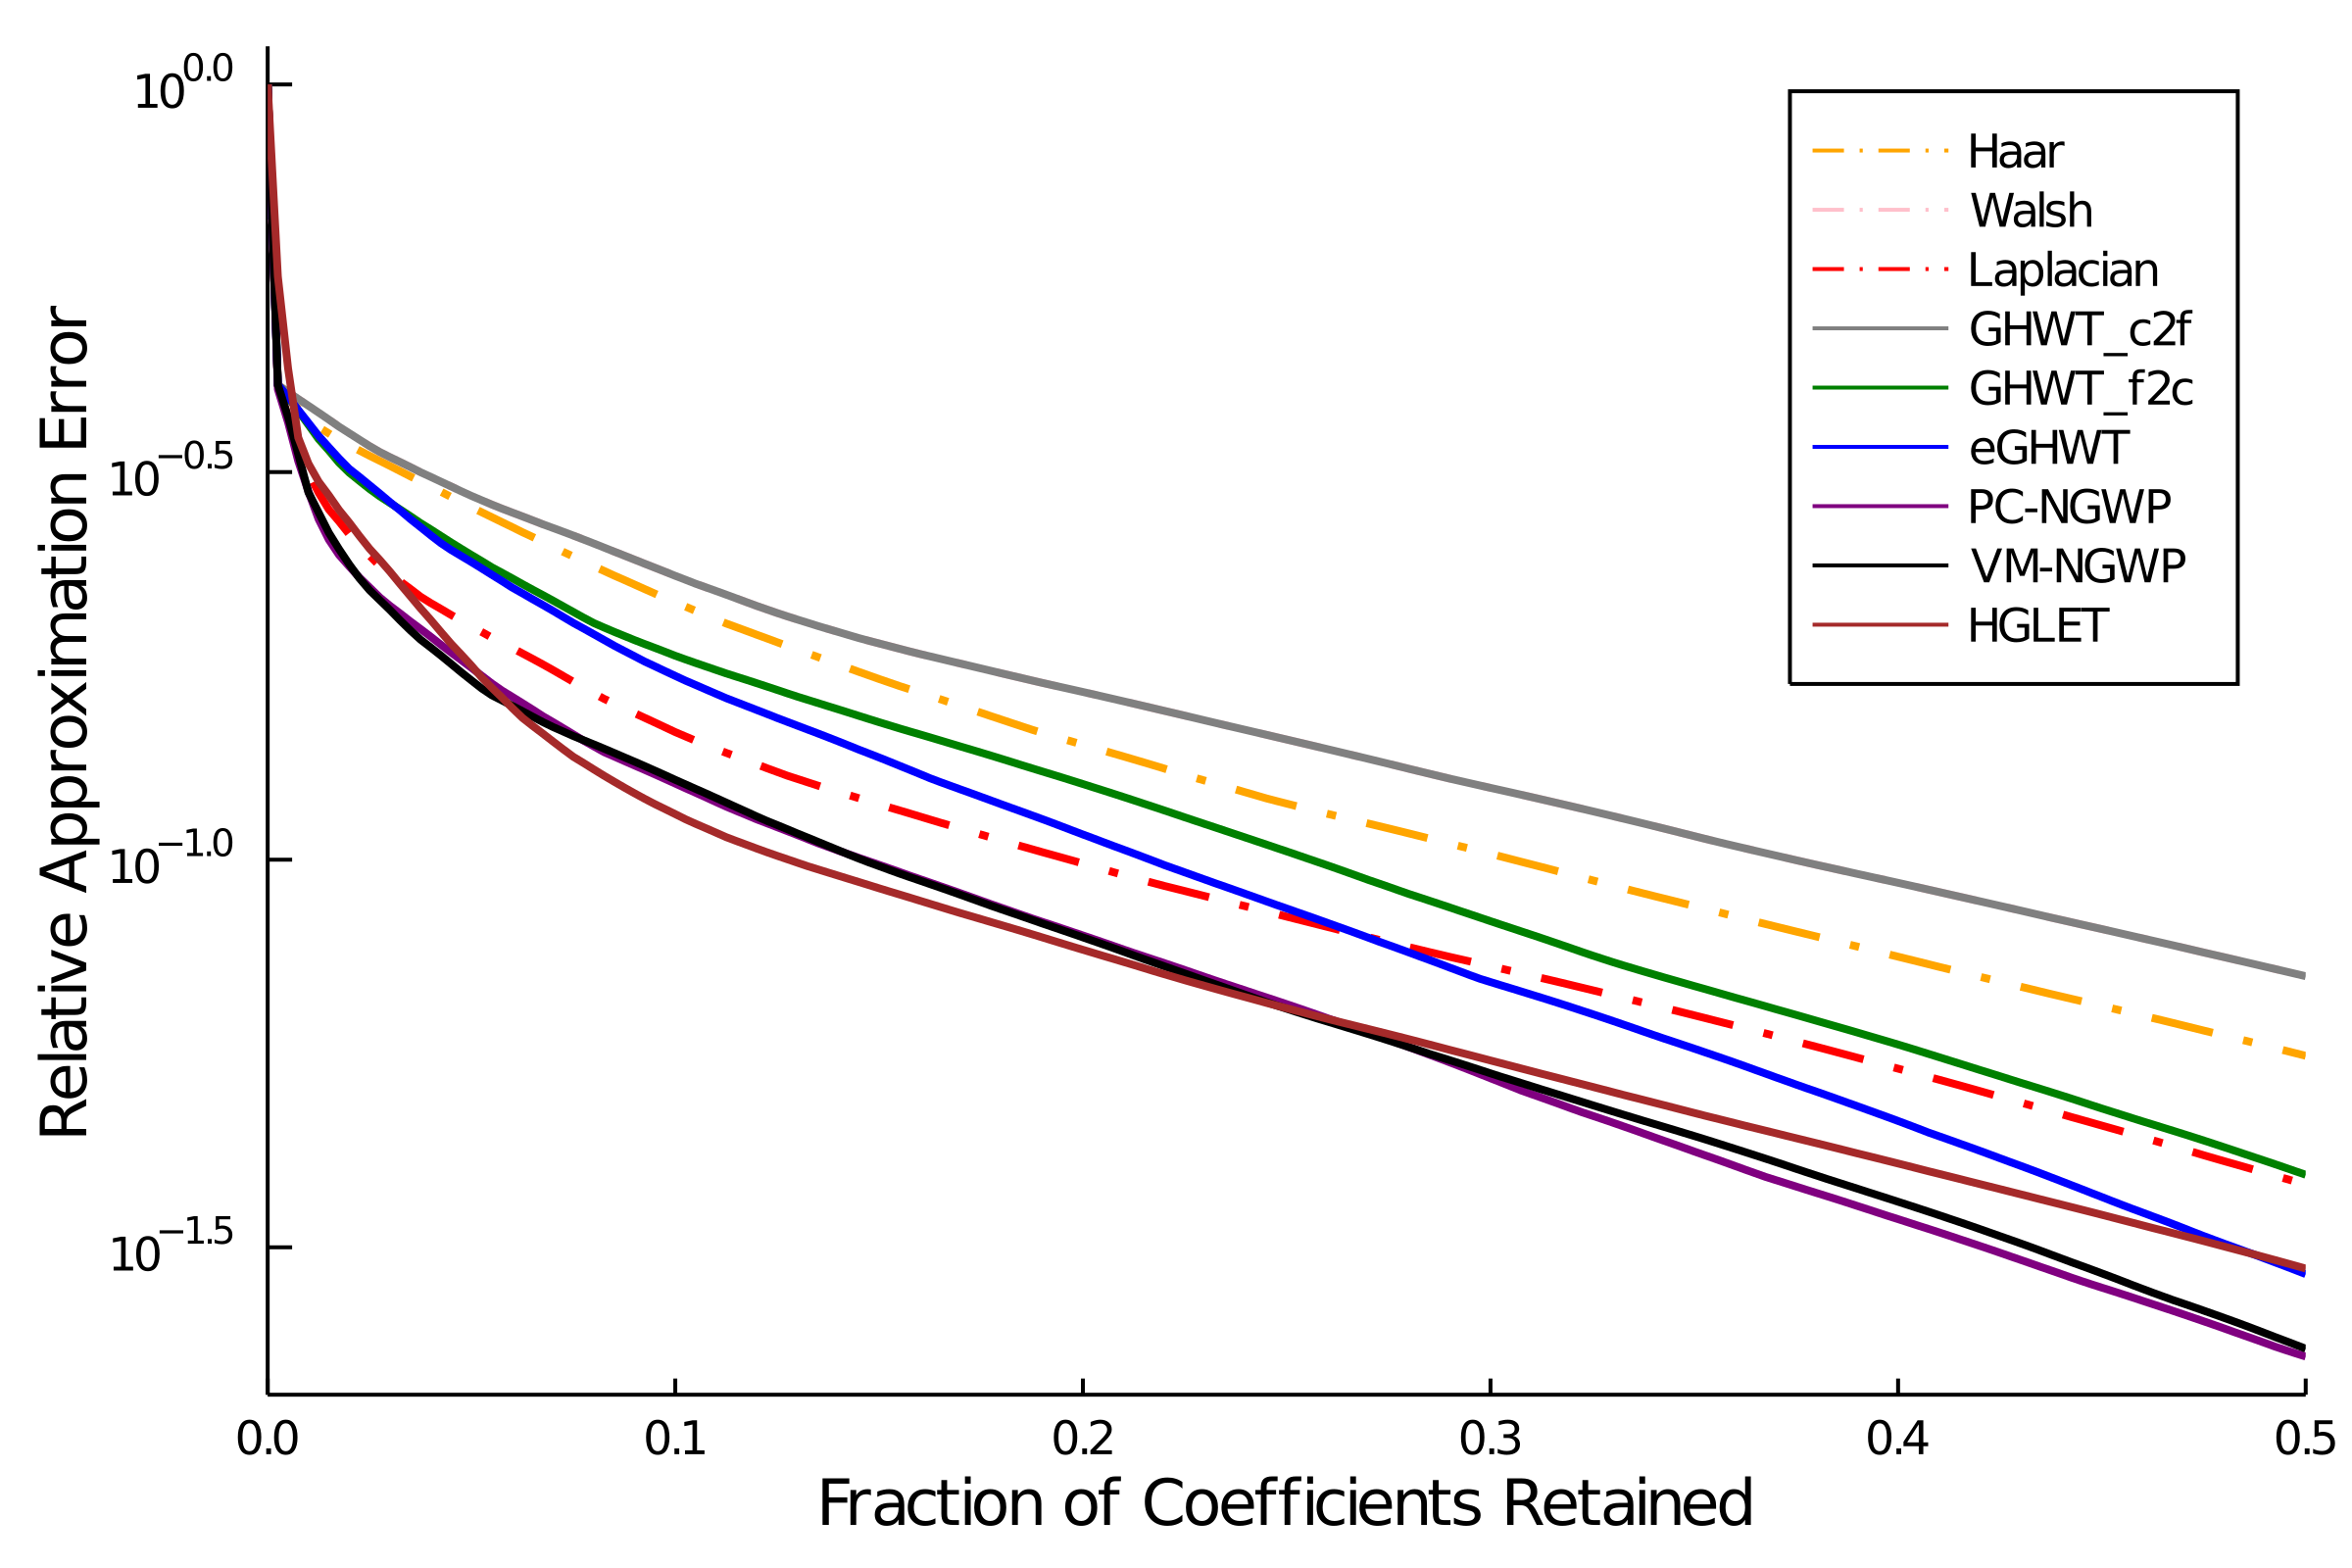 10^0.0
10^−0.5
10^−1.0
10^−1.5
Relative Approximation Error
Haar
Walsh
Laplacian
GHWT_c2f
GHWT_f2c
eGHWT
PC-NGWP
VM-NGWP
HGLET
0.0 0.1 0.2 0.3 0.4 0.5
Fraction of Coefficients Retained